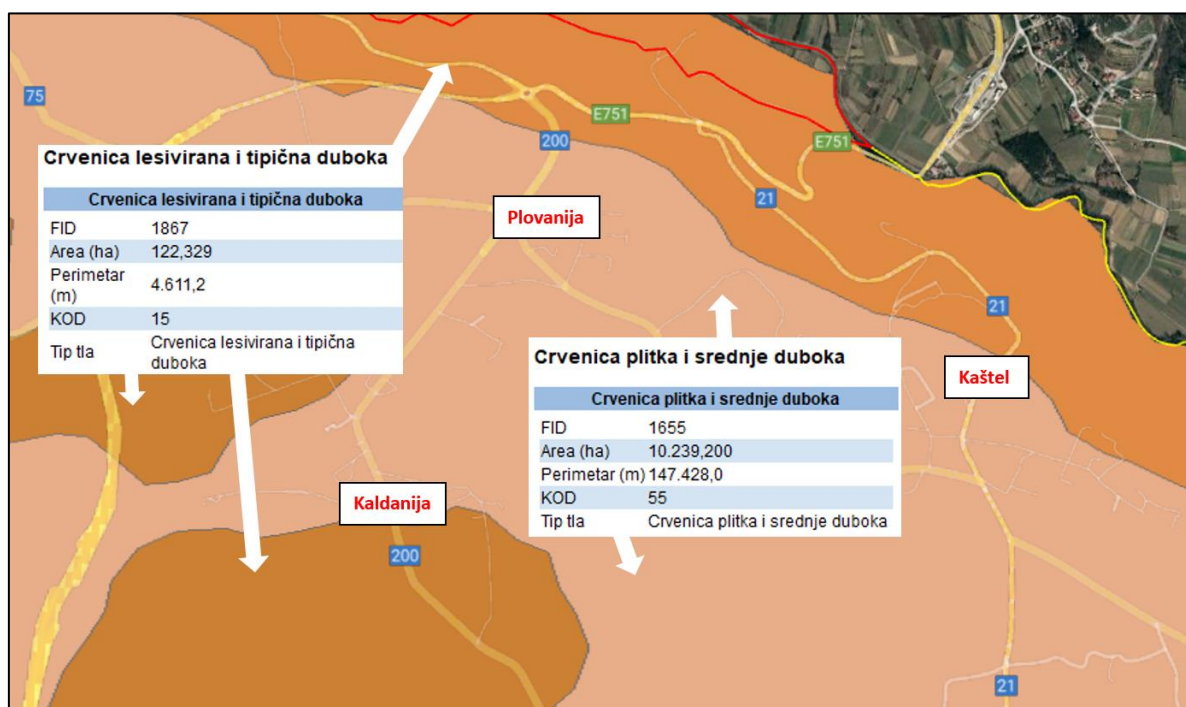 75
E751
200
E751
Crvenica lesivirana i tipična duboka
Crvenica lesivirana i tipična duboka
FID 1867
Area (ha) 122,329
Perimetar
(m) 4.611,2
KOD 15
Tip tla Crvenica lesivirana i tipična
duboka
21
Plovanija
21
Crvenica plitka i srednje duboka
Crvenica plitka i srednje duboka
FID 1655
Area (ha) 10.239,200
Perimetar (m) 147.428,0
KOD 55
Tip tla Crvenica plitka i srednje duboka
Kaštel
Kaldanija
200
21